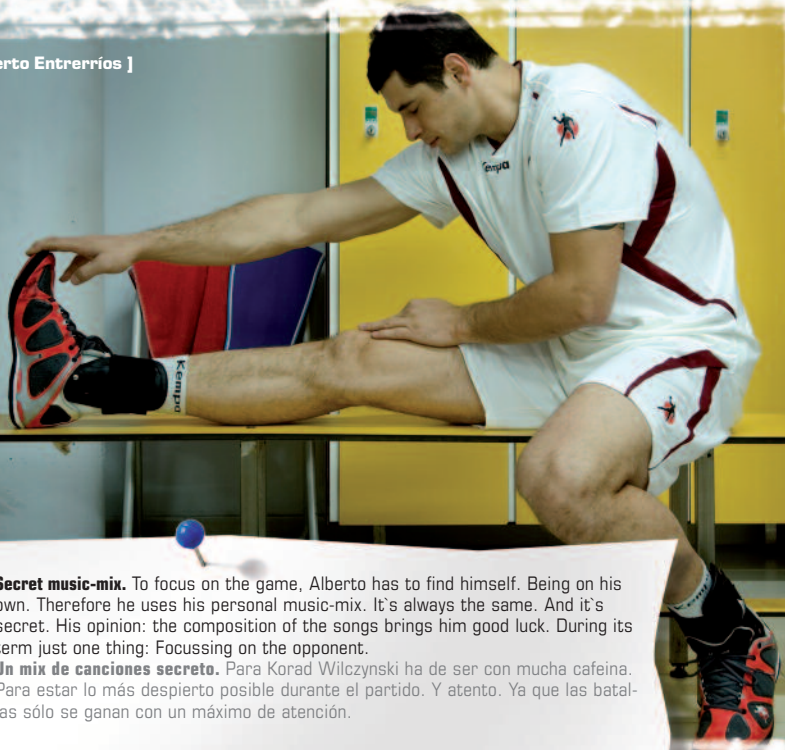 erto Entrerríos ]
Kempa
Kempa
Secret music-mix. To focus on the game, Alberto has to find himself. Being on his
own. Therefore he uses his personal music-mix. It`s always the same. And it`s
secret. His opinion: the composition of the songs brings him good luck. During its
term just one thing: Focussing on the opponent.
Un mix de canciones secreto. Para Korad Wilczynski ha de ser con mucha cafeina.
Para estar lo más despierto posible durante el partido. Y atento. Ya que las batal-
las sólo se ganan con un máximo de atención.